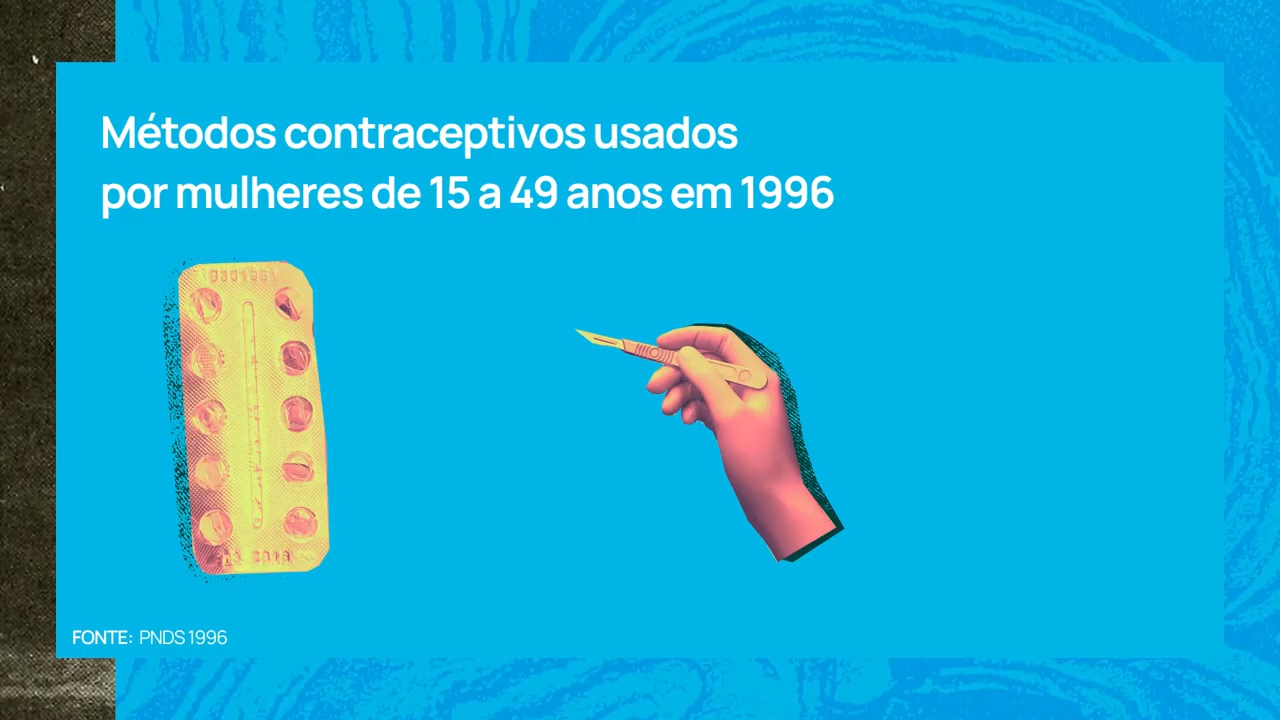 Métodos contraceptivos usados
por mulheres de 15 a 49 anos em 1996
FONTE: PNDS 1996